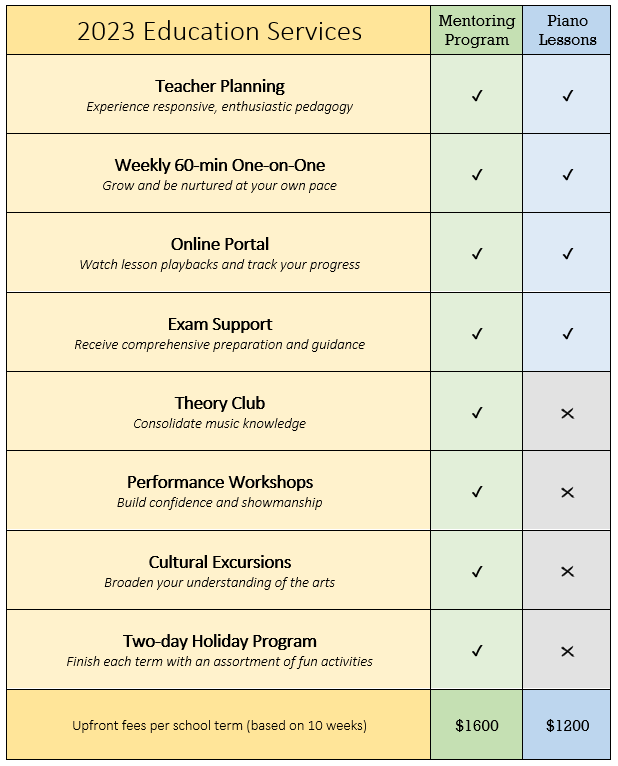 2023 Education Services
Mentoring
Program
Piano
Lessons
Teacher Planning
Experience responsive, enthusiastic pedagogy
✓ ✓
Weekly 60-min One-on-One
Grow and be nurtured at your own pace
✓ ✓
Online Portal
Watch lesson playbacks and track your progress
✓ ✓
Exam Support
Receive comprehensive preparation and guidance
✓ ✓
Theory Club
Consolidate music knowledge
✓ ✕
Performance Workshops
Build confidence and showmanship
✓ ✕
Cultural Excursions
Broaden your understanding of the arts
✓ ✕
Two-day Holiday Program
Finish each term with an assortment of fun activities
✓ ✕
Upfront fees per school term (based on 10 weeks) $1600 $1200